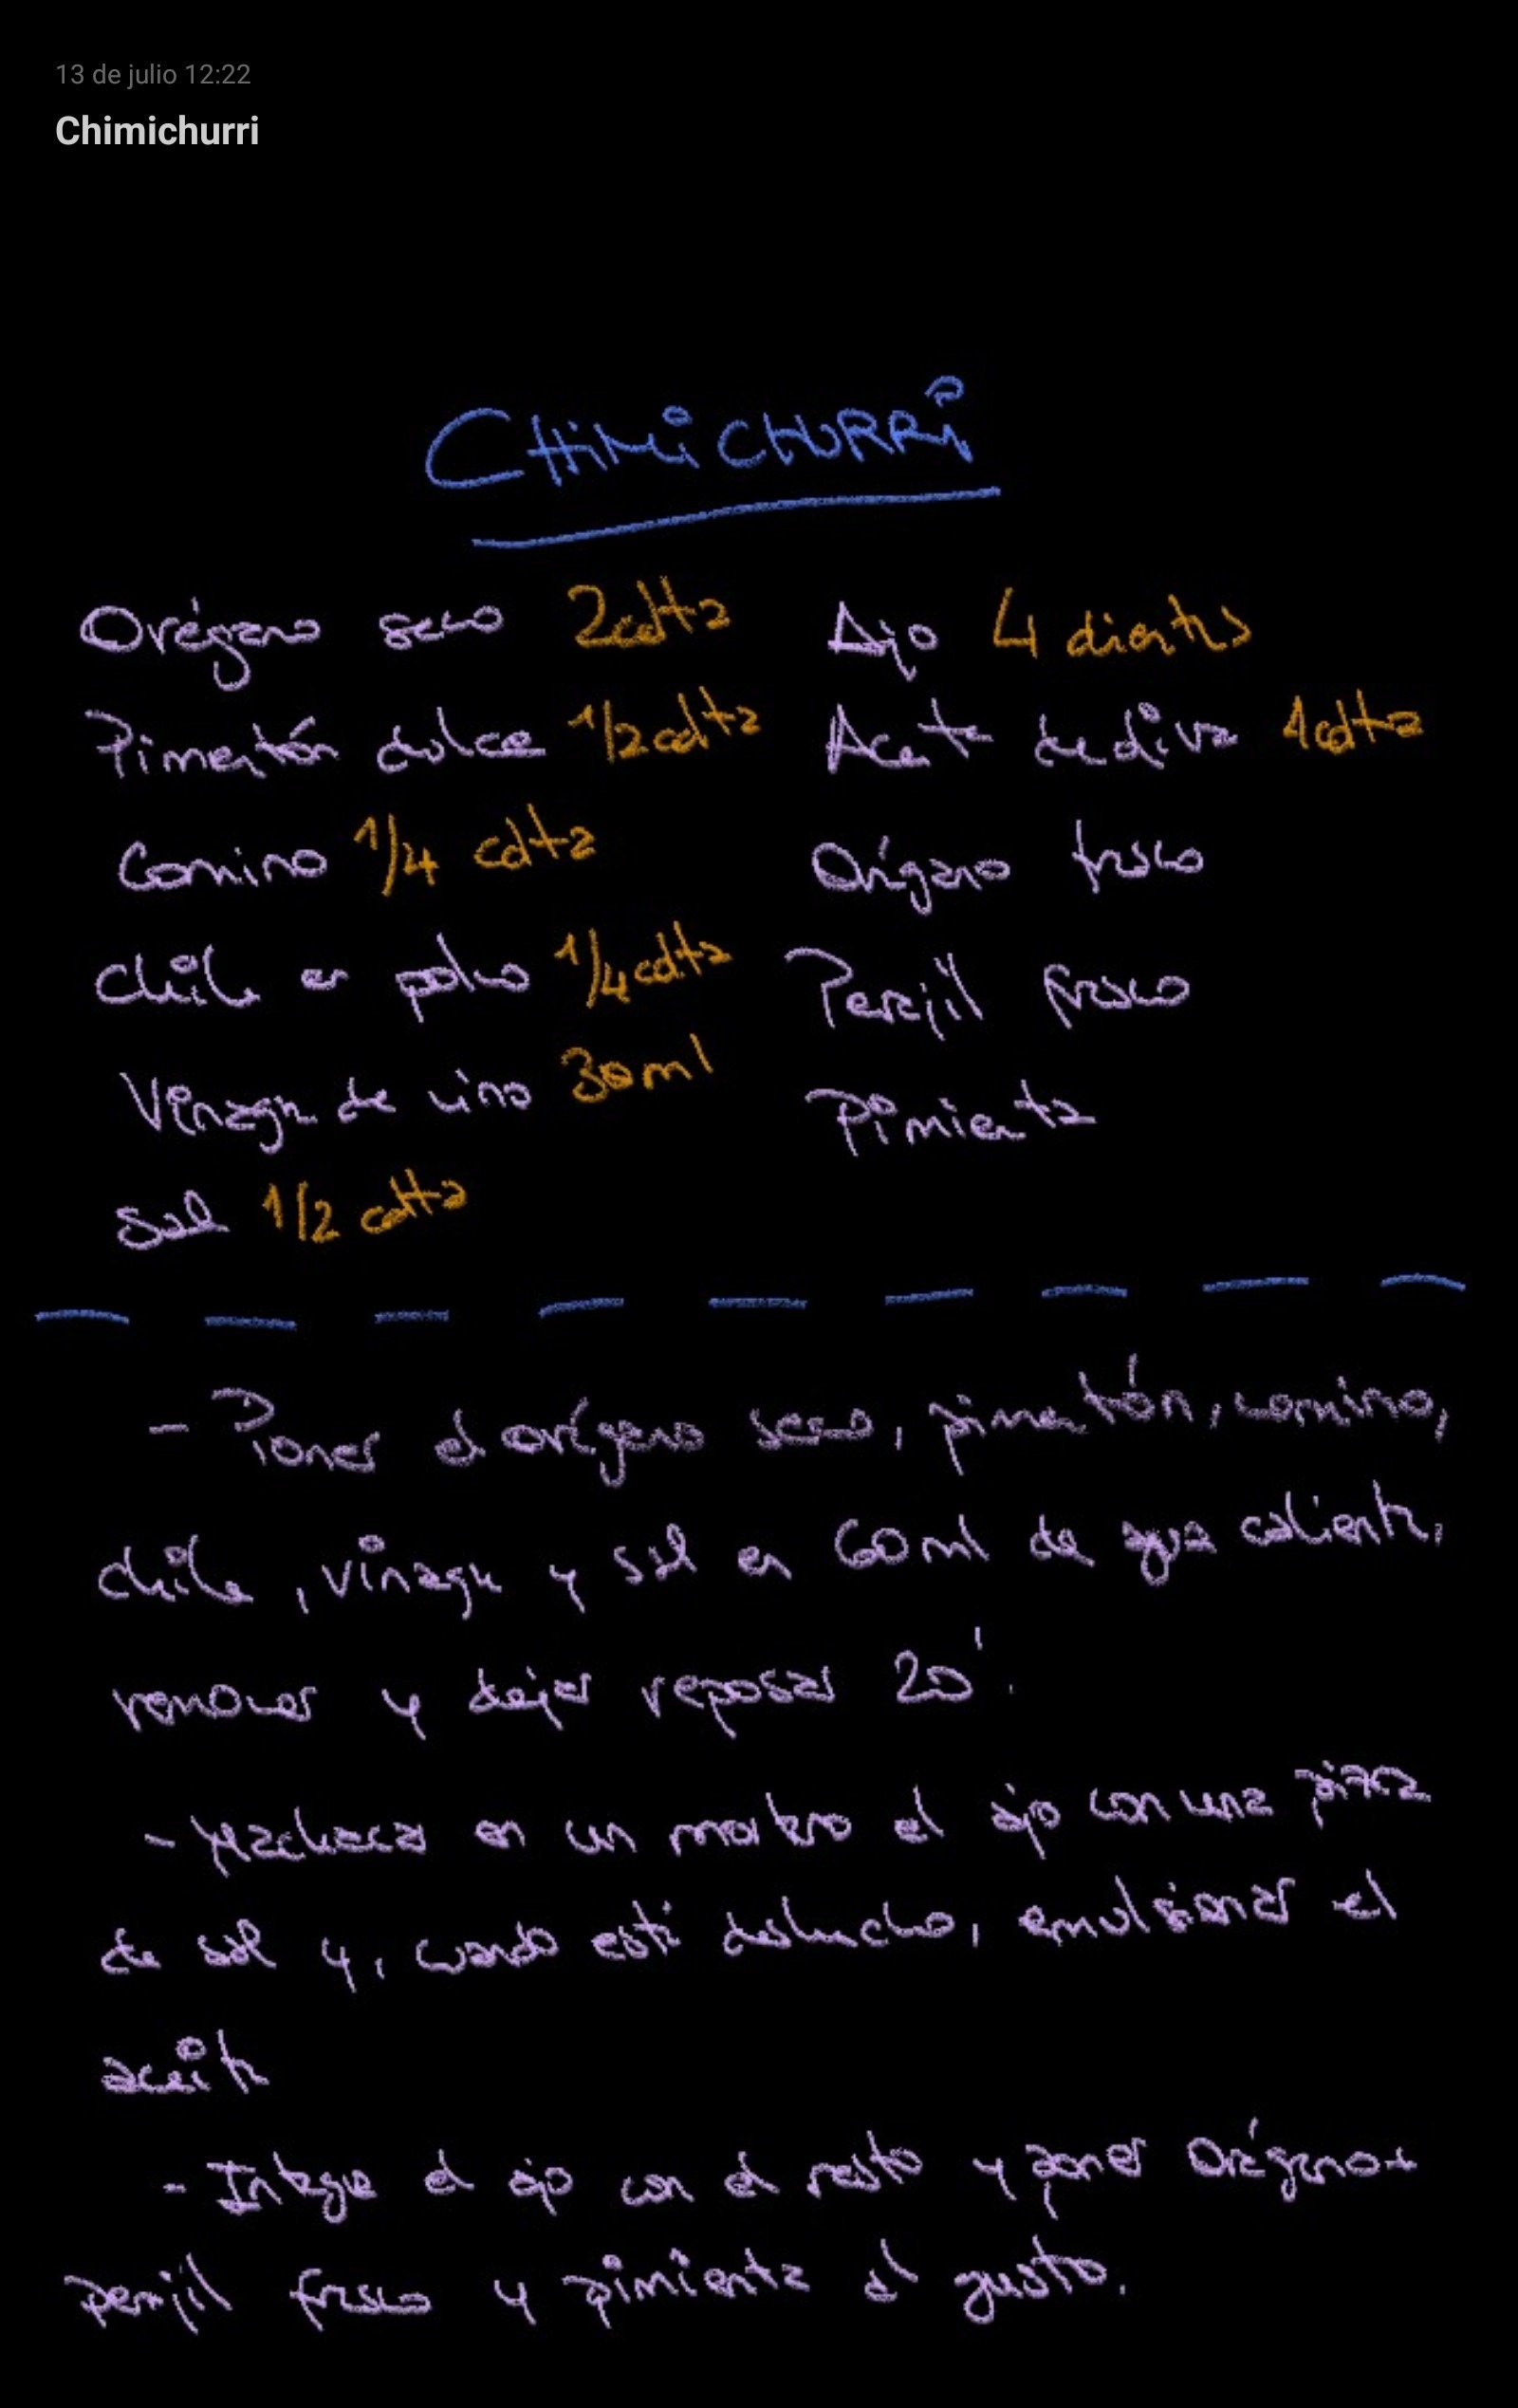 13 de julio 12:22
Chimichurri
CHIMICHURRI
Orégano seco 2cdta
Pimentón dulce 1/2cdta
Comino 1/4 cdta
Chile en polvo 1/4cdta
Vinagre de vino 30ml
Sal 1/2 cdta
Ajo 4 dientes
Aceite de oliva 1cdta
Orégano fresco
Perejil fresco
Pimienta
- Poner el orégano seco, pimentón, comino,
chile, vinagre y sal en 60ml de agua caliente,
remover y dejar reposar 20'.
- Machacar en un mortero el ajo con una pizca
de sal y, cuando esté deshecho, emulsionar el
aceite
- Integrar el ajo con el resto y poner Orégano +
perejil fresco y pimienta al gusto.